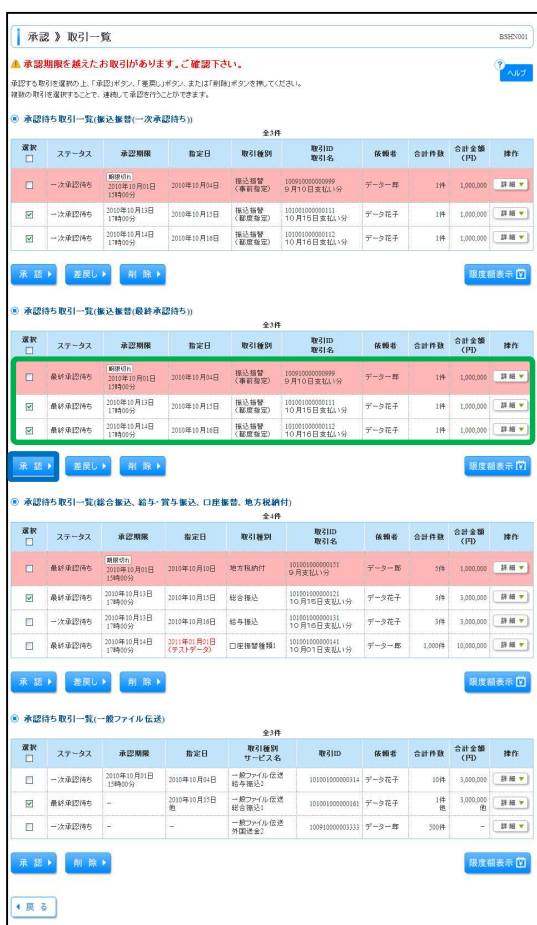 承認 》 取引一覧 BSHN001
承認期限を越えたお取引があります。ご確認下さい。
? ヘルプ
承認する取引を選択の上、「承認」ボタン、「差戻し」ボタン、または「削除」ボタンを押してください。
複数の取引を選択することで、連続して承認を行うことができます。
承認待ち取引一覧(振込振替(一次承認待ち))
全3件
選択 ステータス 承認期限 指定日 取引種別 取引ID 取引名 依頼者 合計件数 合計金額(円) 操作
一次承認待ち 期限切れ 2010年10月01日 15時00分 2010年10月04日 振込振替(事前指定) 100910000000999 9月10日支払い分 データ一郎 1件 1,000,000 詳細
一次承認待ち 2010年10月13日 17時00分 2010年10月15日 振込振替(都度指定) 101001000000111 10月15日支払い分 データ花子 1件 1,000,000 詳細
一次承認待ち 2010年10月14日 17時00分 2010年10月16日 振込振替(都度指定) 101001000000112 10月16日支払い分 データ花子 1件 1,000,000 詳細
承認 差戻し 削除 限度額表示
承認待ち取引一覧(振込振替(最終承認待ち))
全3件
選択 ステータス 承認期限 指定日 取引種別 取引ID 取引名 依頼者 合計件数 合計金額(円) 操作
最終承認待ち 期限切れ 2010年10月01日 15時00分 2010年10月04日 振込振替(事前指定) 100910000000999 9月10日支払い分 データ一郎 1件 1,000,000 詳細
最終承認待ち 2010年10月13日 17時00分 2010年10月15日 振込振替(都度指定) 101001000000111 10月15日支払い分 データ花子 1件 1,000,000 詳細
最終承認待ち 2010年10月14日 17時00分 2010年10月16日 振込振替(都度指定) 101001000000112 10月16日支払い分 データ花子 1件 1,000,000 詳細
承認 差戻し 削除 限度額表示
承認待ち取引一覧(総合振込、給与・賞与振込、口座振替、地方税納付)
全4件
選択 ステータス 承認期限 指定日 取引種別 取引ID 取引名 依頼者 合計件数 合計金額(円) 操作
最終承認待ち 期限切れ 2010年10月01日 15時00分 2010年10月10日 地方税納付 101001000000151 9月支払い分 データ一郎 5件 1,000,000 詳細
最終承認待ち 2010年10月13日 17時00分 2010年10月15日 総合振込 101001000000121 10月15日支払い分 データ花子 3件 3,000,000 詳細
一次承認待ち 2010年10月13日 17時00分 2010年10月16日 給与振込 101001000000131 10月16日支払い分 データ花子 3件 3,000,000 詳細
最終承認待ち 2010年10月14日 17時00分 2011年01月01日 (テストデータ) 口座振替種類1 101001000000141 10月01日支払い分 データ一郎 1,000件 10,000,000 詳細
承認 差戻し 削除 限度額表示
承認待ち取引一覧(一般ファイル伝送)
全3件
選択 ステータス 承認期限 指定日 取引種別 サービス名 取引ID 依頼者 合計件数 合計金額(円) 操作
一次承認待ち 2010年10月01日 15時00分 2010年10月04日 一般ファイル伝送 給与振込2 101001000000314 データ花子 10件 3,000,000 詳細
最終承認待ち - 2010年10月15日 他 一般ファイル伝送 総合振込1 101001000000161 データ花子 1件 他 3,000,000 他 詳細
一次承認待ち - - 一般ファイル伝送 外国送金2 100910000003333 データ一郎 500件 - 詳細
承認 削除 限度額表示
戻る